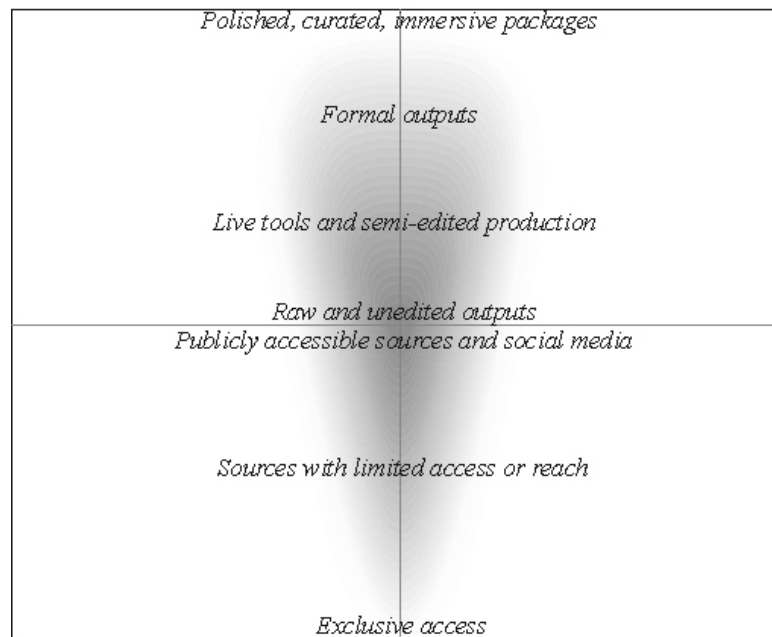 Polished, curated, immersive packages
Formal outputs
Live tools and semi-edited production
Raw and unedited outputs
Publicly accessible sources and social media
Sources with limited access or reach
Exclusive access